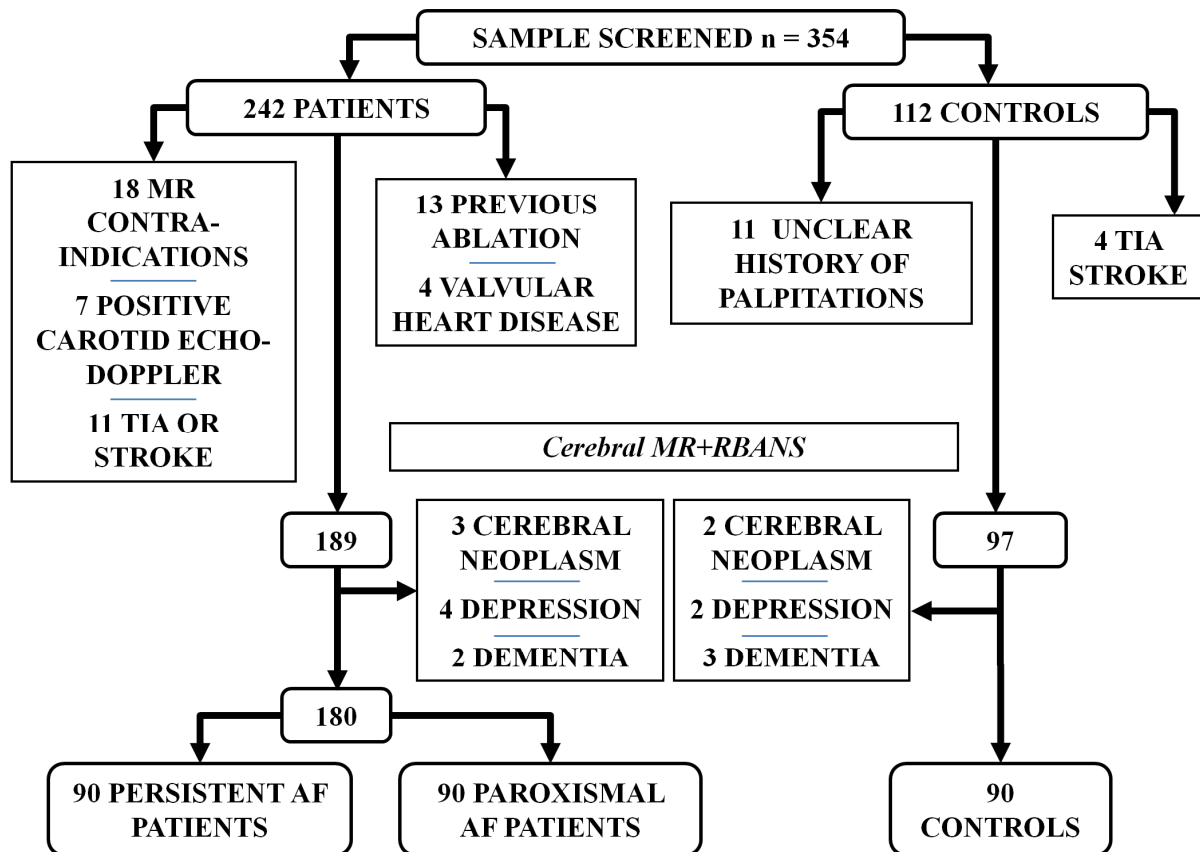 SAMPLE SCREENED n = 354
242 PATIENTS
112 CONTROLS
18 MR
CONTRA-
INDICATIONS
7 POSITIVE
CAROTID ECHO-
DOPPLER
11 TIA OR
STROKE
13 PREVIOUS
ABLATION
4 VALVULAR
HEART DISEASE
11 UNCLEAR
HISTORY OF
PALPITATIONS
4 TIA
STROKE
Cerebral MR+RBANS
189
3 CEREBRAL
NEOPLASM
4 DEPRESSION
2 DEMENTIA
2 CEREBRAL
NEOPLASM
2 DEPRESSION
3 DEMENTIA
97
180
90 PERSISTENT AF
PATIENTS
90 PAROXISMAL
AF PATIENTS
90
CONTROLS